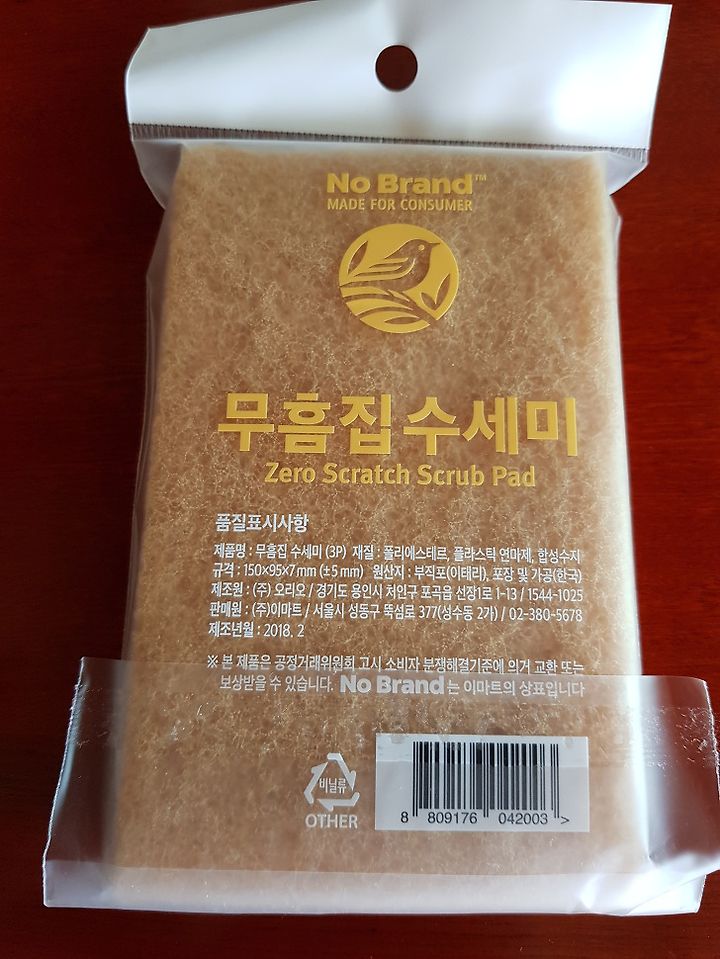 No Brand™
MADE FOR CONSUMER
무흠집 수세미
Zero Scratch Scrub Pad
품질표시사항
제품명 : 무흠집 수세미 (3P) 재질 : 폴리에스테르, 플라스틱 연마제, 합성수지
규격 : 150×95×7mm (±5mm) 원산지 : 부직포(이태리), 포장 및 가공(한국)
제조원 : (주) 오리오 / 경기도 용인시 처인구 포곡읍 선장1로 1-13 / 1544-1025
판매원 : (주)이마트 / 서울시 성동구 뚝섬로 377(성수동 2가) / 02-380-5678
제조년월 : 2018. 2
※ 본 제품은 공정거래위원회 고시 소비자 분쟁해결기준에 의거 교환 또는
보상받을 수 있습니다. No Brand는 이마트의 상표입니다
비닐류
OTHER
8 809176 042003 >